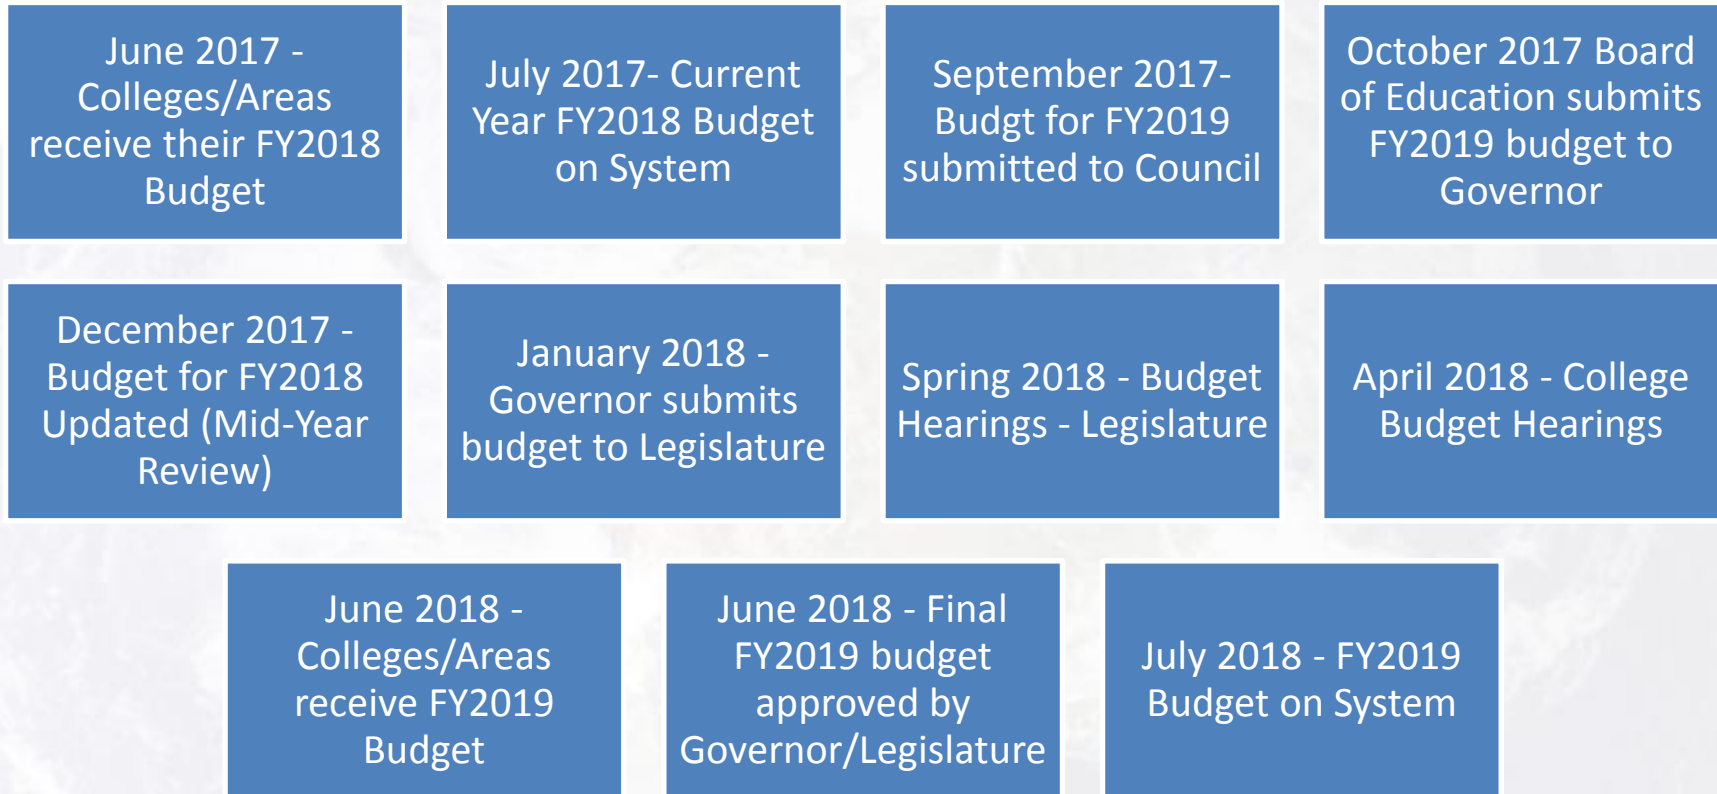 June 2017 -
Colleges/Areas
receive their FY2018
Budget
July 2017- Current
Year FY2018 Budget
on System
September 2017-
Budgt for FY2019
submitted to Council
October 2017 Board
of Education submits
FY2019 budget to
Governor
December 2017 -
Budget for FY2018
Updated (Mid-Year
Review)
January 2018 -
Governor submits
budget to Legislature
Spring 2018 - Budget
Hearings - Legislature
April 2018 - College
Budget Hearings
June 2018 -
Colleges/Areas
receive FY2019
Budget
June 2018 - Final
FY2019 budget
approved by
Governor/Legislature
July 2018 - FY2019
Budget on System